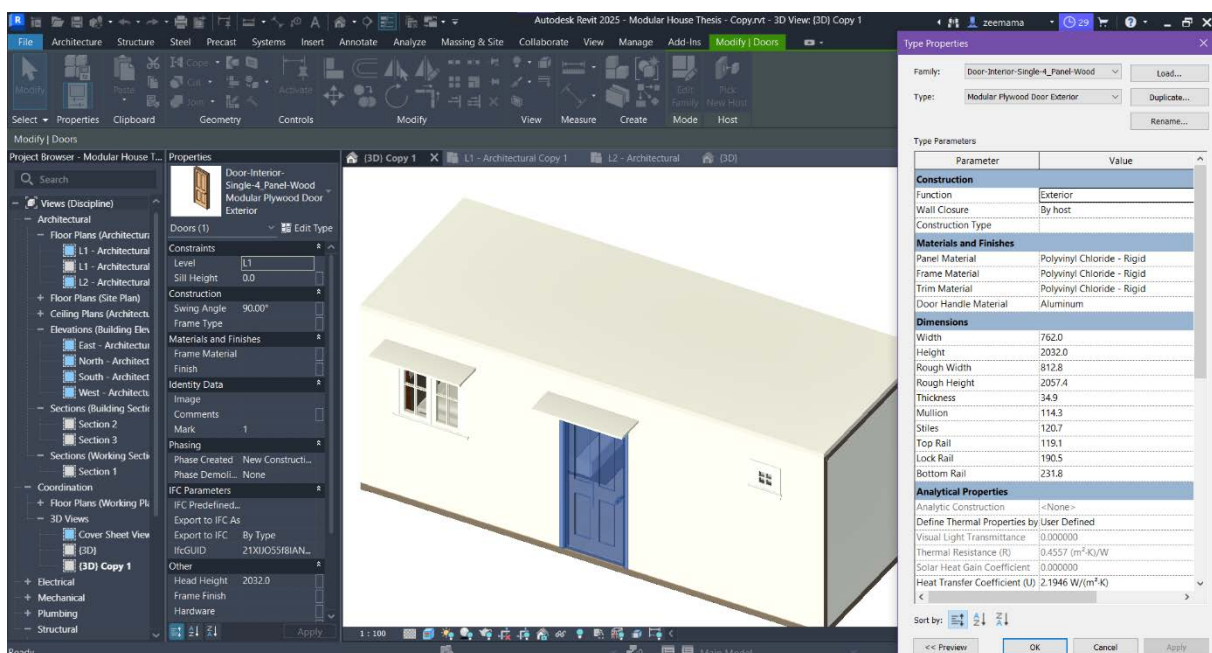 R
Autodesk Revit 2025 - Modular House Thesis - Copy.rvt - 3D View: {3D} Copy 1
zeemama
29
File Architecture Structure Steel Precast Systems Insert Annotate Analyze Massing & Site Collaborate View Manage Add-Ins Modify | Doors
Modify
Paste
Cope
Cut
Join
Activate
Edit Family
Pick New Host
Select Properties Clipboard Geometry Controls Modify View Measure Create Mode Host
Modify | Doors
Project Browser - Modular House T...
Search
Views (Discipline)
Architectural
Floor Plans (Architectura
L1 - Architectural
L1 - Architectural
L2 - Architectural
Floor Plans (Site Plan)
Ceiling Plans (Architectu
Elevations (Building Elev
East - Architectur
North - Architect
South - Architect
West - Architectu
Sections (Building Sectic
Section 2
Section 3
Sections (Working Secti
Section 1
Coordination
Floor Plans (Working Pla
3D Views
Cover Sheet View
{3D}
{3D} Copy 1
Electrical
Mechanical
Plumbing
Structural
Ready
Properties
Door-Interior-
Single-4_Panel-Wood
Modular Plywood Door
Exterior
Doors (1) Edit Type
Constraints
Level L1
Sill Height 0.0
Construction
Swing Angle 90.00°
Frame Type
Materials and Finishes
Frame Material
Finish
Identity Data
Image
Comments
Mark 1
Phasing
Phase Created New Constructi...
Phase Demoli... None
IFC Parameters
IFC Predefined...
Export to IFC As
Export to IFC By Type
IfcGUID 21XIJO55f8IAN...
Other
Head Height 2032.0
Frame Finish
Hardware
Apply
{3D} Copy 1 X L1 - Architectural Copy 1 L2 - Architectural {3D}
1 : 100
Main Model
Type Properties
Family: Door-Interior-Single-4_Panel-Wood Load...
Type: Modular Plywood Door Exterior Duplicate...
Rename...
Type Parameters
Parameter Value
Construction
Function Exterior
Wall Closure By host
Construction Type
Materials and Finishes
Panel Material Polyvinyl Chloride - Rigid
Frame Material Polyvinyl Chloride - Rigid
Trim Material Polyvinyl Chloride - Rigid
Door Handle Material Aluminum
Dimensions
Width 762.0
Height 2032.0
Rough Width 812.8
Rough Height 2057.4
Thickness 34.9
Mullion 114.3
Stiles 120.7
Top Rail 119.1
Lock Rail 190.5
Bottom Rail 231.8
Analytical Properties
Analytic Construction <None>
Define Thermal Properties by User Defined
Visual Light Transmittance 0.000000
Thermal Resistance (R) 0.4557 (m²·K)/W
Solar Heat Gain Coefficient 0.000000
Heat Transfer Coefficient (U) 2.1946 W/(m²·K)
Sort by:
<< Preview OK Cancel Apply